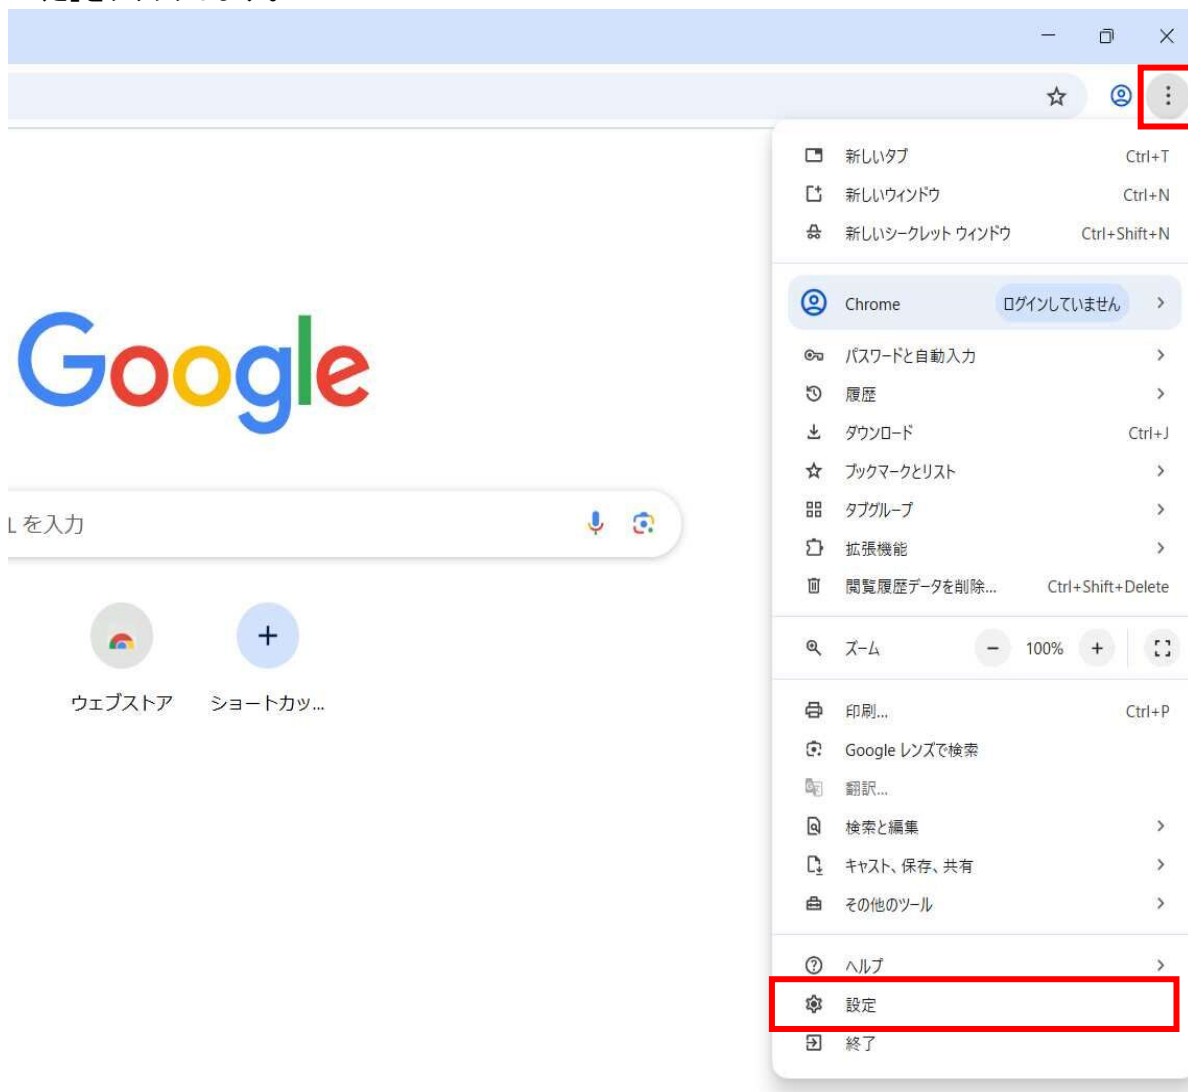 新しいタブ Ctrl+T
新しいウィンドウ Ctrl+N
新しいシークレット ウィンドウ Ctrl+Shift+N
Chrome ログインしていません
パスワードと自動入力
履歴
ダウンロード Ctrl+J
ブックマークとリスト
タブグループ
拡張機能
閲覧履歴データを削除... Ctrl+Shift+Delete
ズーム − 100% +
印刷... Ctrl+P
Google レンズで検索
翻訳...
検索と編集
キャスト、保存、共有
その他のツール
ヘルプ
設定
終了
Google
L を入力
ウェブストア ショートカッ...